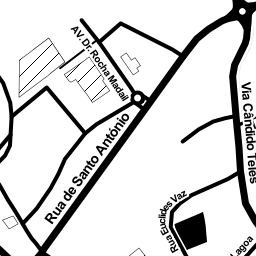 AV. Dr. Rocha Madail
Rua de Santo António
Via Cândido Teles
Rua Euclides Vaz
Lagoa